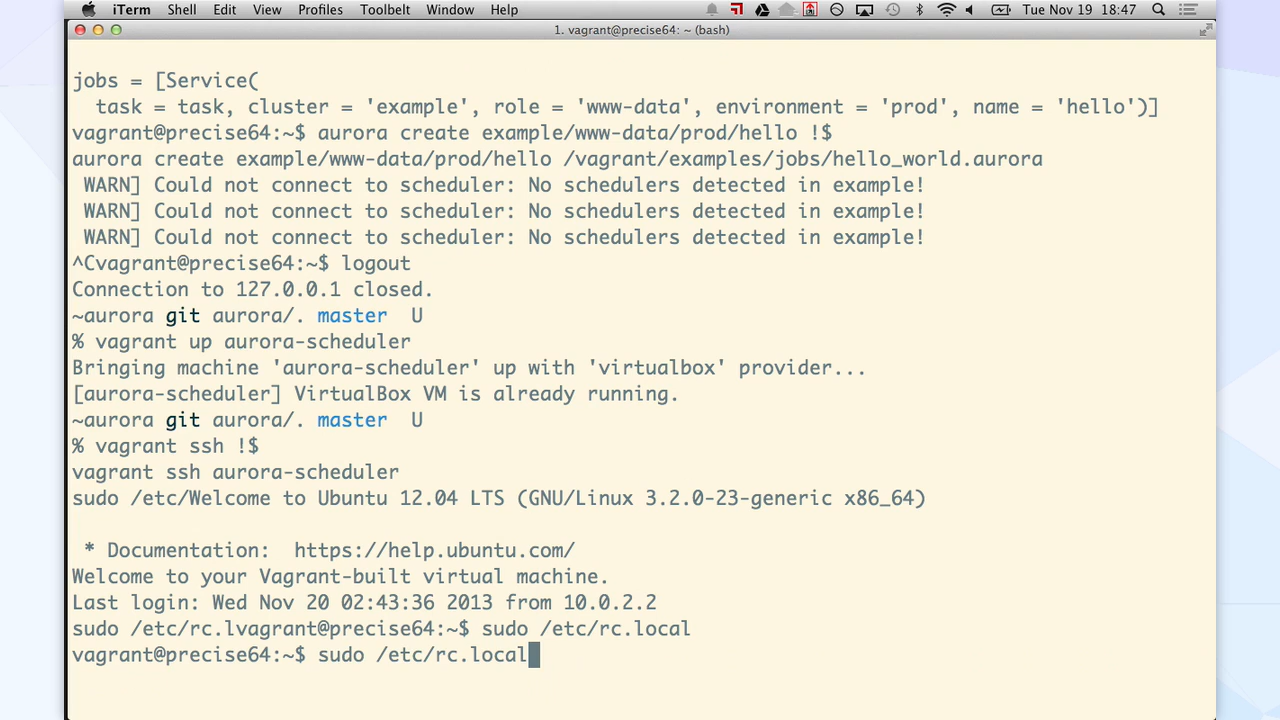 iTerm Shell Edit View Profiles Toolbelt Window Help Tue Nov 19 18:47
1. vagrant@precise64: ~ (bash)
jobs = [Service(
  task = task, cluster = 'example', role = 'www-data', environment = 'prod', name = 'hello')]
vagrant@precise64:~$ aurora create example/www-data/prod/hello !$
aurora create example/www-data/prod/hello /vagrant/examples/jobs/hello_world.aurora
 WARN] Could not connect to scheduler: No schedulers detected in example!
 WARN] Could not connect to scheduler: No schedulers detected in example!
 WARN] Could not connect to scheduler: No schedulers detected in example!
^Cvagrant@precise64:~$ logout
Connection to 127.0.0.1 closed.
~aurora git aurora/. master  U
% vagrant up aurora-scheduler
Bringing machine 'aurora-scheduler' up with 'virtualbox' provider...
[aurora-scheduler] VirtualBox VM is already running.
~aurora git aurora/. master  U
% vagrant ssh !$
vagrant ssh aurora-scheduler
sudo /etc/Welcome to Ubuntu 12.04 LTS (GNU/Linux 3.2.0-23-generic x86_64)
 * Documentation:  https://help.ubuntu.com/
Welcome to your Vagrant-built virtual machine.
Last login: Wed Nov 20 02:43:36 2013 from 10.0.2.2
sudo /etc/rc.lvagrant@precise64:~$ sudo /etc/rc.local
vagrant@precise64:~$ sudo /etc/rc.local